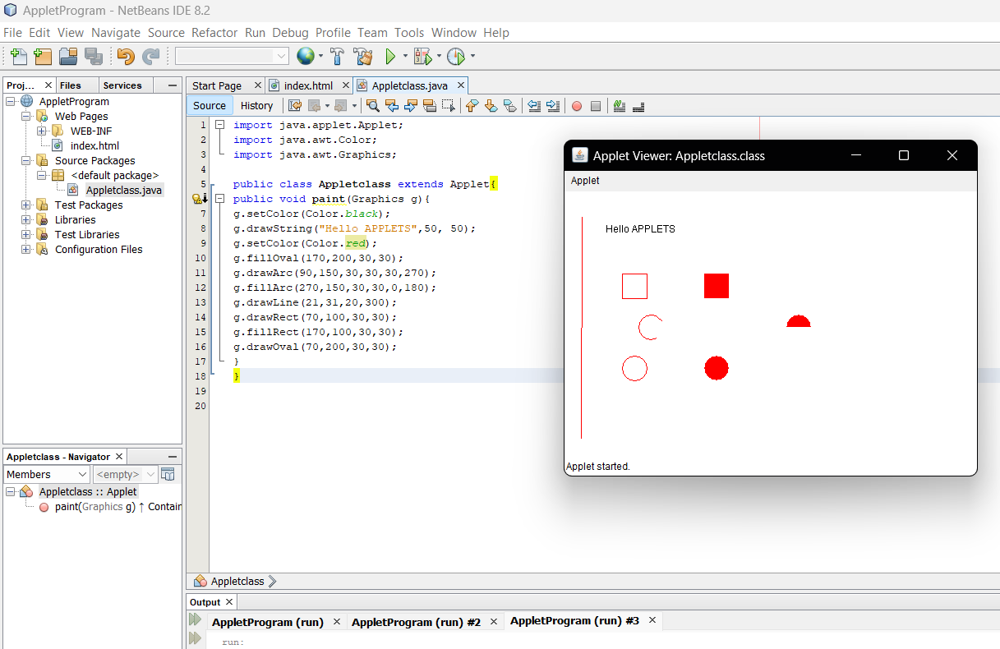 AppletProgram - NetBeans IDE 8.2
File Edit View Navigate Source Refactor Run Debug Profile Team Tools Window Help
Proj... Files Services
AppletProgram
Web Pages
WEB-INF
index.html
Source Packages
<default package>
Appletclass.java
Test Packages
Libraries
Test Libraries
Configuration Files
Start Page index.html Appletclass.java
Source History
1 import java.applet.Applet;
2 import java.awt.Color;
3 import java.awt.Graphics;
4
5 public class Appletclass extends Applet{
public void paint(Graphics g){
7 g.setColor(Color.black);
8 g.drawString("Hello APPLETS",50, 50);
9 g.setColor(Color.red);
10 g.fillOval(170,200,30,30);
11 g.drawArc(90,150,30,30,30,270);
12 g.fillArc(270,150,30,30,0,180);
13 g.drawLine(21,31,20,300);
14 g.drawRect(70,100,30,30);
15 g.fillRect(170,100,30,30);
16 g.drawOval(70,200,30,30);
17 }
18 }
19
20
Applet Viewer: Appletclass.class
Applet
Hello APPLETS
Applet started.
Appletclass - Navigator
Members <empty>
Appletclass :: Applet
paint(Graphics g) ↑ Contain
Appletclass
Output
AppletProgram (run) AppletProgram (run) #2 AppletProgram (run) #3
run: